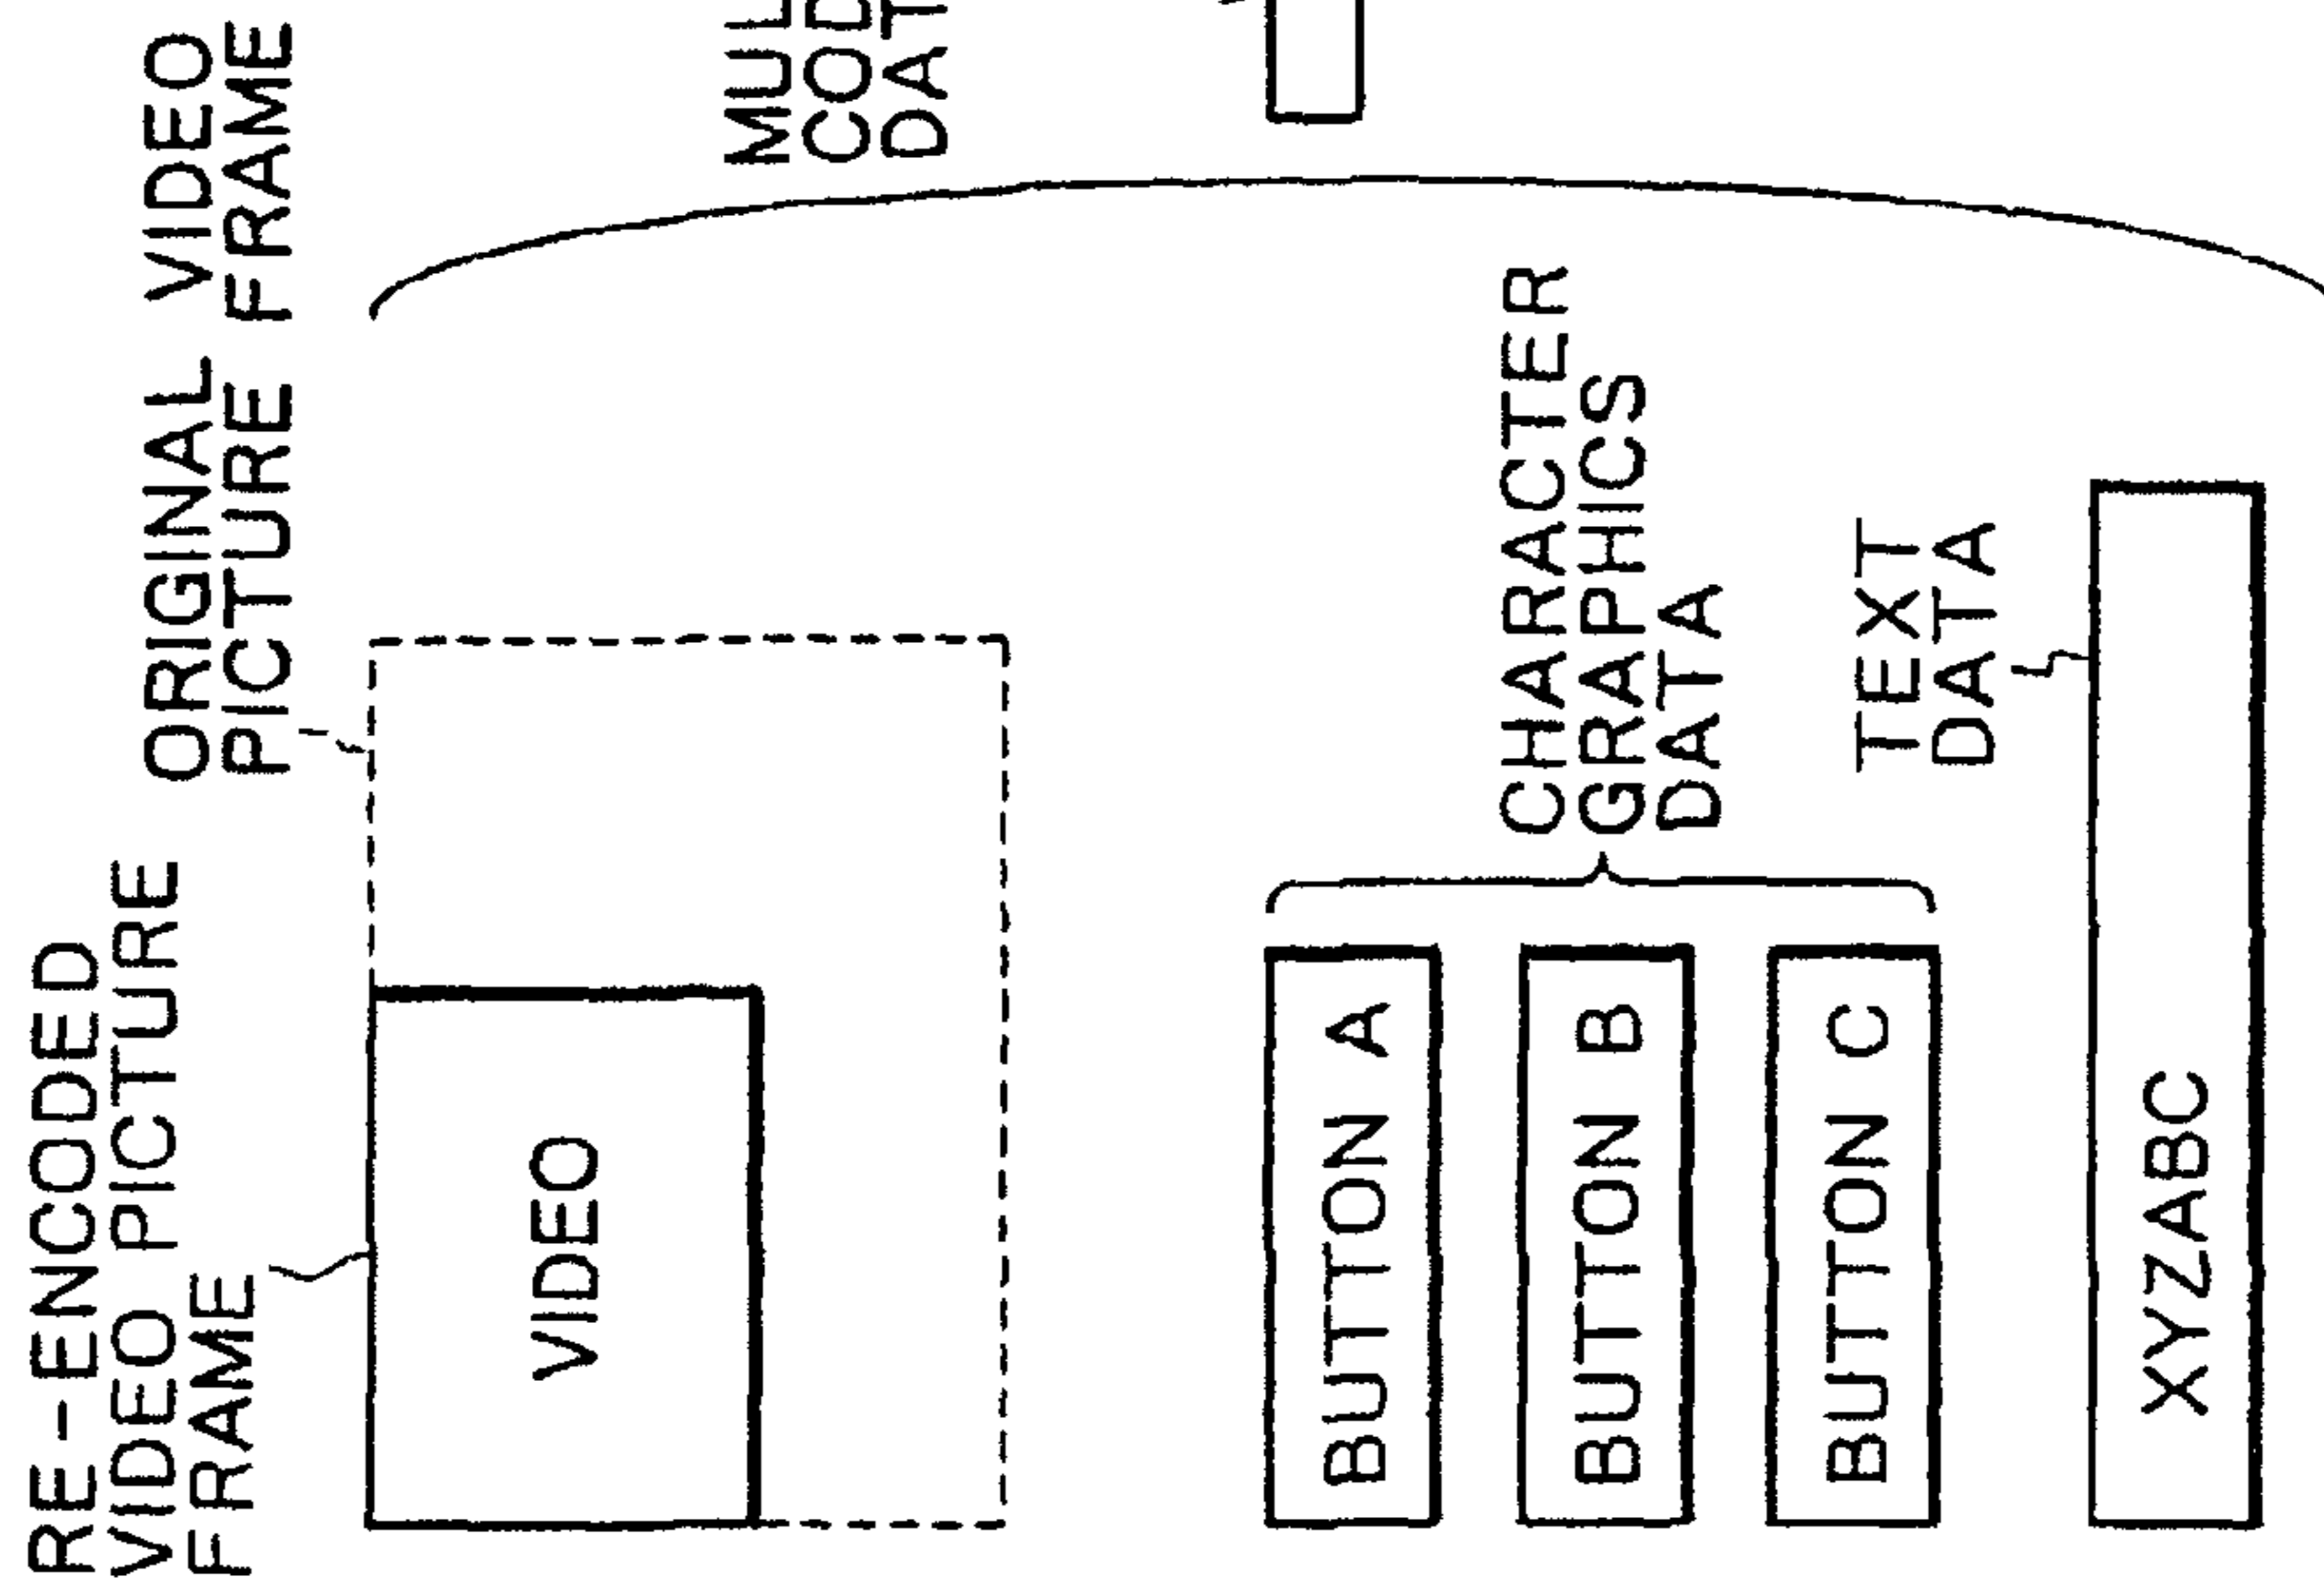 RE-ENCODED
VIDEO PICTURE
FRAME
ORIGINAL VIDEO
PICTURE FRAME
VIDEO
BUTTON A
BUTTON B
BUTTON C
CHARACTER
GRAPHICS
DATA
TEXT
DATA
XYZABC